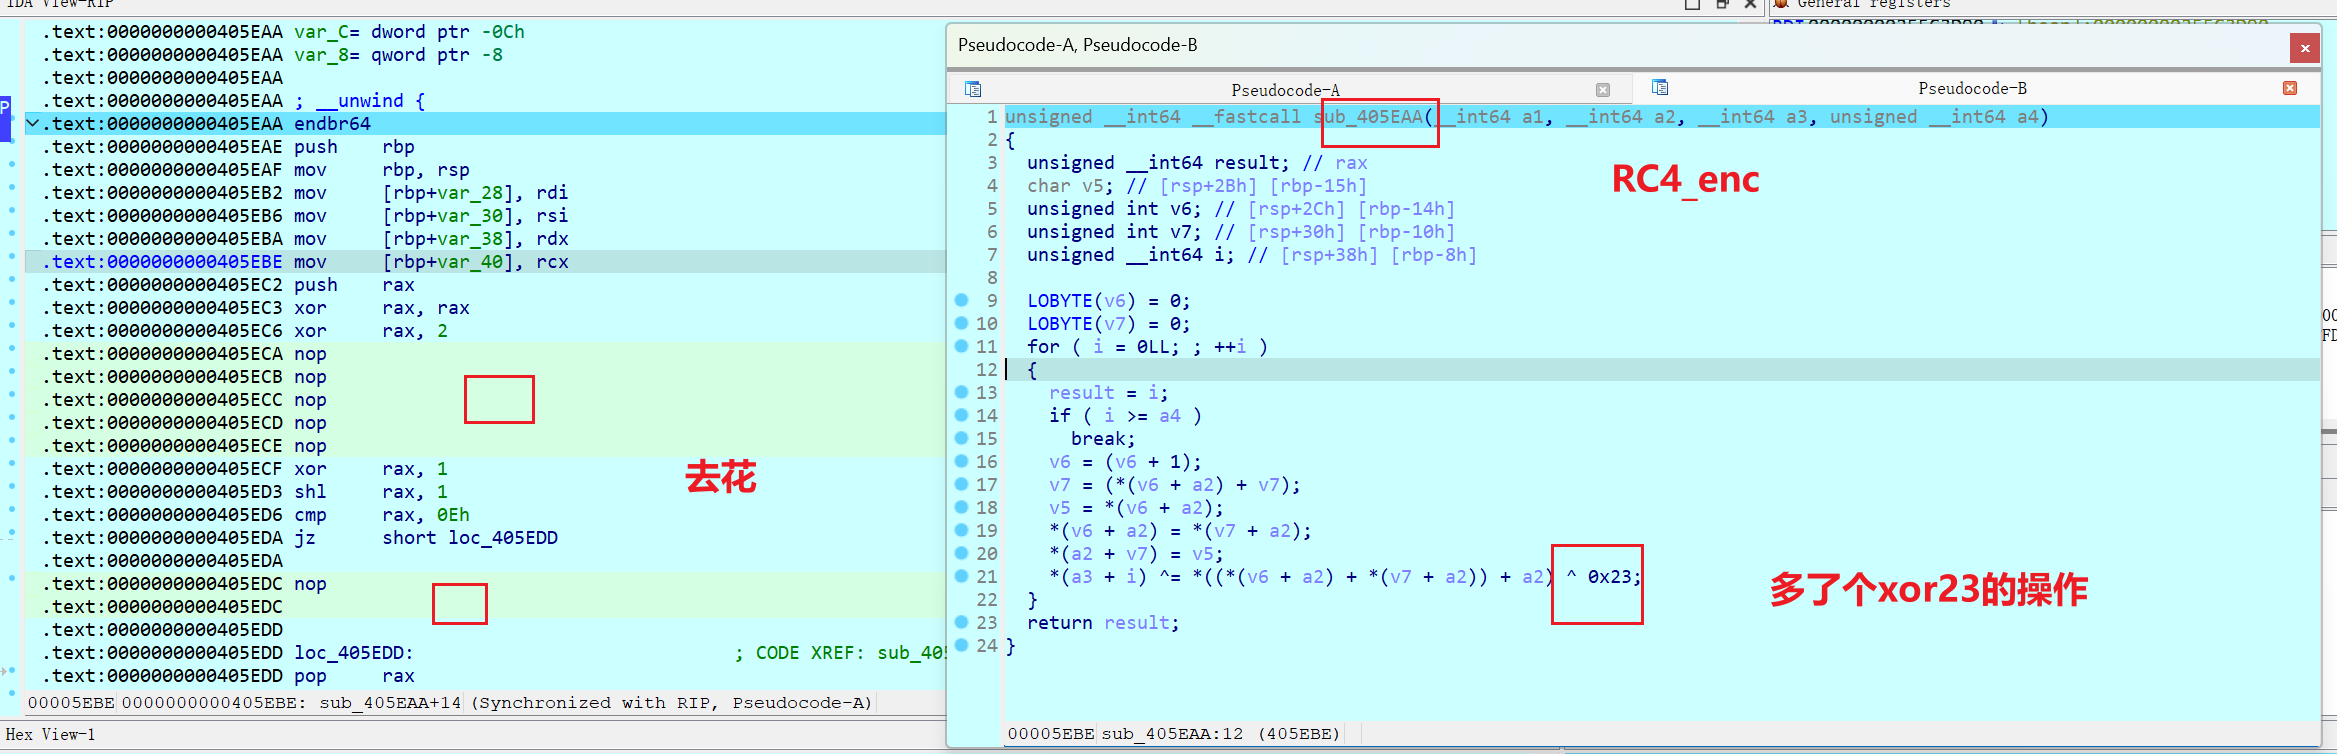 IDA View-RIP
.text:0000000000405EAA var_C= dword ptr -0Ch
.text:0000000000405EAA var_8= qword ptr -8
.text:0000000000405EAA
.text:0000000000405EAA ; __unwind {
.text:0000000000405EAA endbr64
.text:0000000000405EAE push    rbp
.text:0000000000405EAF mov     rbp, rsp
.text:0000000000405EB2 mov     [rbp+var_28], rdi
.text:0000000000405EB6 mov     [rbp+var_30], rsi
.text:0000000000405EBA mov     [rbp+var_38], rdx
.text:0000000000405EBE mov     [rbp+var_40], rcx
.text:0000000000405EC2 push    rax
.text:0000000000405EC3 xor     rax, rax
.text:0000000000405EC6 xor     rax, 2
.text:0000000000405ECA nop
.text:0000000000405ECB nop
.text:0000000000405ECC nop
.text:0000000000405ECD nop
.text:0000000000405ECE nop
.text:0000000000405ECF xor     rax, 1
.text:0000000000405ED3 shl     rax, 1
.text:0000000000405ED6 cmp     rax, 0Eh
.text:0000000000405EDA jz      short loc_405EDD
.text:0000000000405EDA
.text:0000000000405EDC nop
.text:0000000000405EDC
.text:0000000000405EDD
.text:0000000000405EDD loc_405EDD:                             ; CODE XREF: sub_405
.text:0000000000405EDD pop     rax
去花
00005EBE 0000000000405EBE: sub_405EAA+14 (Synchronized with RIP, Pseudocode-A)
Hex View-1
General registers
Pseudocode-A, Pseudocode-B
Pseudocode-A
Pseudocode-B
1 unsigned __int64 __fastcall sub_405EAA(__int64 a1, __int64 a2, __int64 a3, unsigned __int64 a4)
2 {
3   unsigned __int64 result; // rax
4   char v5; // [rsp+2Bh] [rbp-15h]
5   unsigned int v6; // [rsp+2Ch] [rbp-14h]
6   unsigned int v7; // [rsp+30h] [rbp-10h]
7   unsigned __int64 i; // [rsp+38h] [rbp-8h]
8
9   LOBYTE(v6) = 0;
10   LOBYTE(v7) = 0;
11   for ( i = 0LL; ; ++i )
12   {
13     result = i;
14     if ( i >= a4 )
15       break;
16     v6 = (v6 + 1);
17     v7 = (*(v6 + a2) + v7);
18     v5 = *(v6 + a2);
19     *(v6 + a2) = *(v7 + a2);
20     *(a2 + v7) = v5;
21     *(a3 + i) ^= *((*(v6 + a2) + *(v7 + a2)) + a2) ^ 0x23;
22   }
23   return result;
24 }
RC4_enc
多了个xor23的操作
00005EBE sub_405EAA:12 (405EBE)